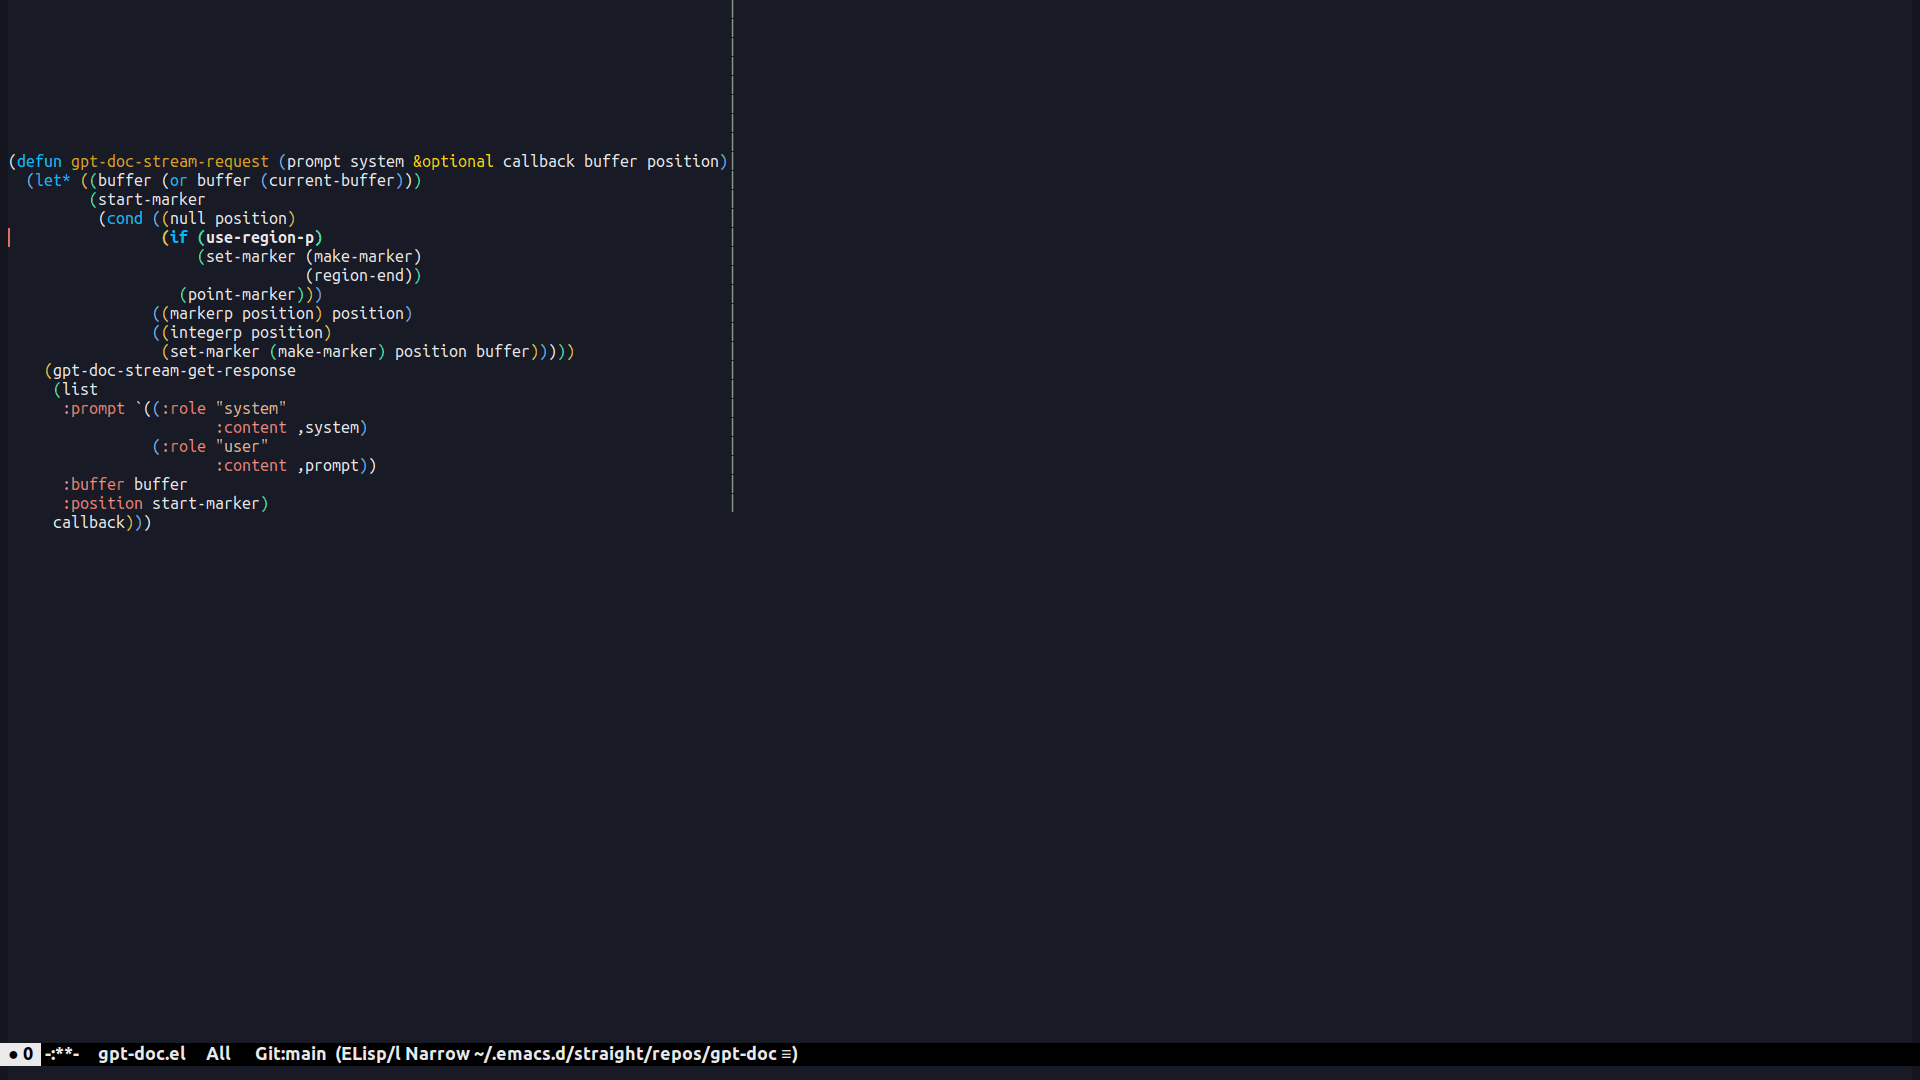 (defun gpt-doc-stream-request (prompt system &optional callback buffer position)
  (let* ((buffer (or buffer (current-buffer)))
         (start-marker
          (cond ((null position)
                 (if (use-region-p)
                     (set-marker (make-marker)
                                 (region-end))
                   (point-marker)))
                ((markerp position) position)
                ((integerp position)
                 (set-marker (make-marker) position buffer)))))
    (gpt-doc-stream-get-response
     (list
      :prompt `((:role "system"
                       :content ,system)
                (:role "user"
                       :content ,prompt))
      :buffer buffer
      :position start-marker)
     callback)))
● 0 -:**-  gpt-doc.el  All  Git:main  (ELisp/l Narrow ~/.emacs.d/straight/repos/gpt-doc ≡)